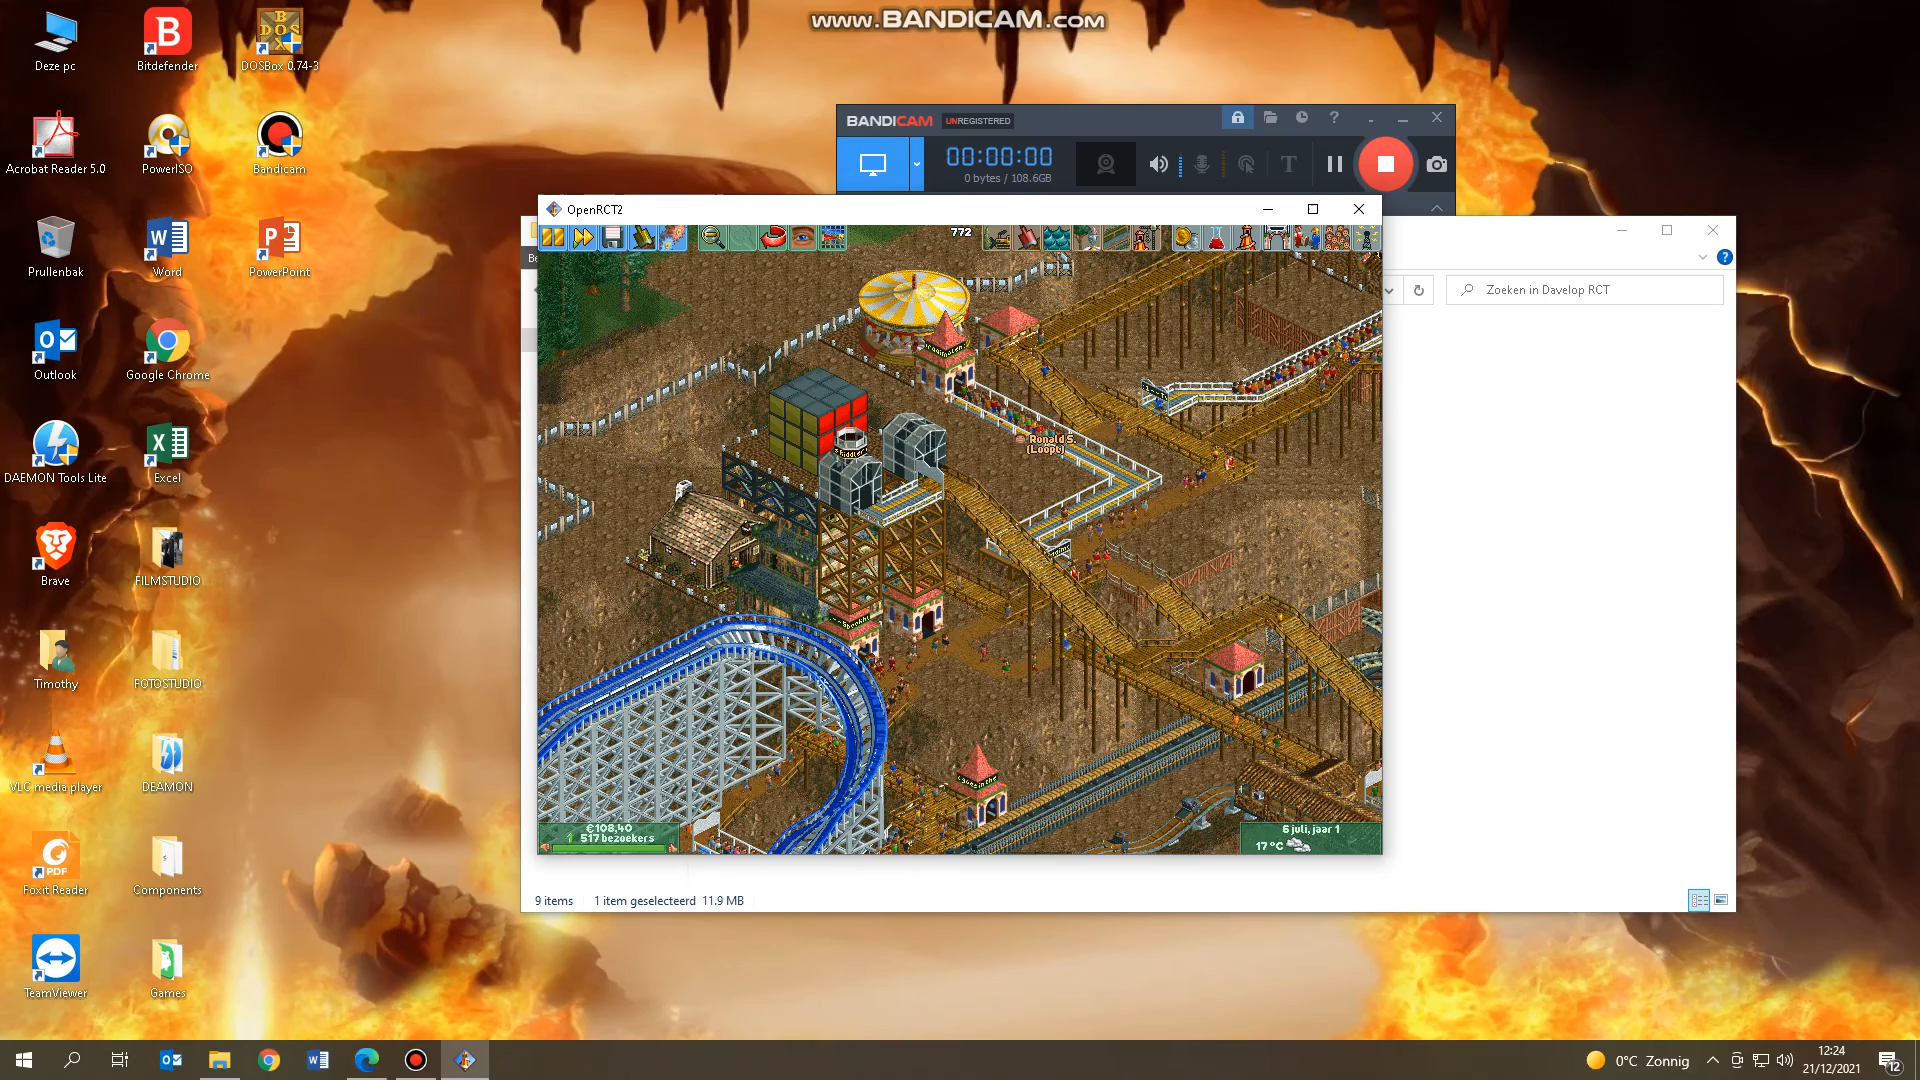 www.BANDICAM.com
Deze pc
Bitdefender
DOSBox 0.74-3
Acrobat Reader 5.0
PowerISO
Bandicam
Prullenbak
Word
PowerPoint
Outlook
Google Chrome
DAEMON Tools Lite
Excel
Brave
FILMSTUDIO
Timothy
FOTOSTUDIO
VLC media player
DEAMON
Foxit Reader
Components
TeamViewer
Games
BANDICAM UNREGISTERED
00:00:00
0 bytes / 108.6GB
OpenRCT2
772
Ronald S.
(Loopt)
€108,40
517 bezoekers
6 juli, jaar 1
17 °C
Be
Zoeken in Davelop RCT
9 items 1 item geselecteerd 11.9 MB
0°C Zonnig
12:24
21/12/2021
12